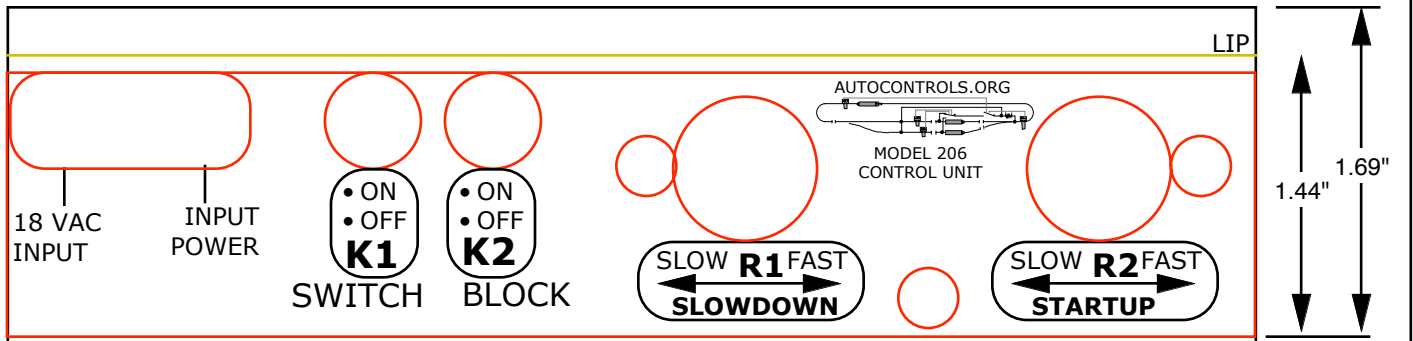 LIP
AUTOCONTROLS.ORG
MODEL 206
CONTROL UNIT
1.69"
1.44"
18 VAC
INPUT
INPUT
POWER
• ON
• OFF
K1
SWITCH
• ON
• OFF
K2
BLOCK
SLOW R1 FAST
SLOWDOWN
SLOW R2 FAST
STARTUP